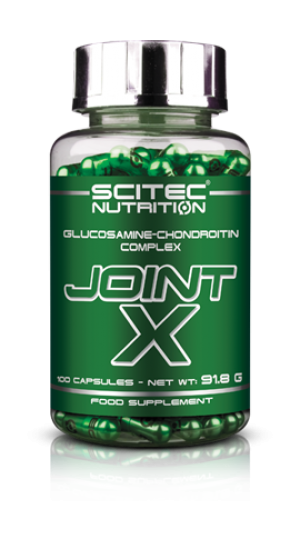 SCITEC
NUTRITION
GLUCOSAMINE-CHONDROITIN
COMPLEX
JOINT
X
100 CAPSULES - NET WT: 91.8 G
FOOD SUPPLEMENT